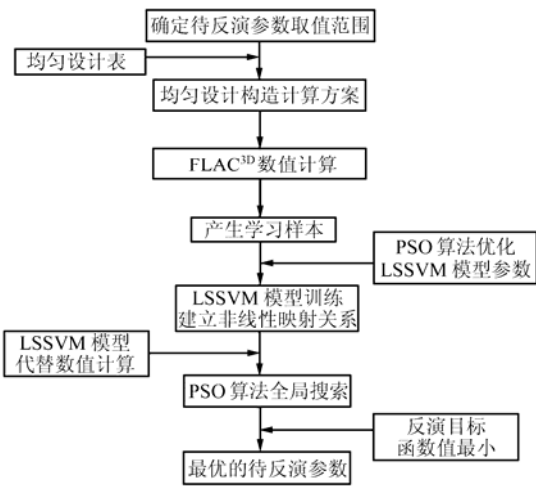 确定待反演参数取值范围
均匀设计表
均匀设计构造计算方案
FLAC³ᴰ数值计算
产生学习样本
PSO 算法优化
LSSVM 模型参数
LSSVM 模型训练
建立非线性映射关系
LSSVM 模型
代替数值计算
PSO 算法全局搜索
反演目标
函数值最小
最优的待反演参数